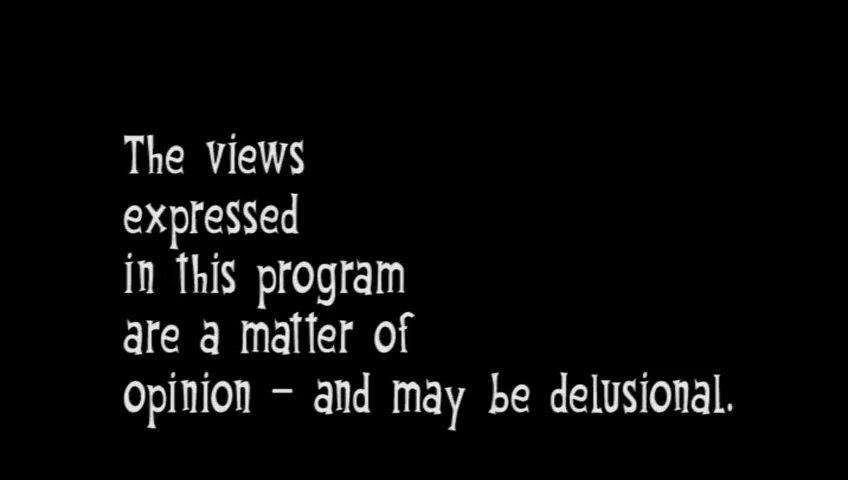 The views
expressed
in this program
are a matter of
opinion – and may be delusional.